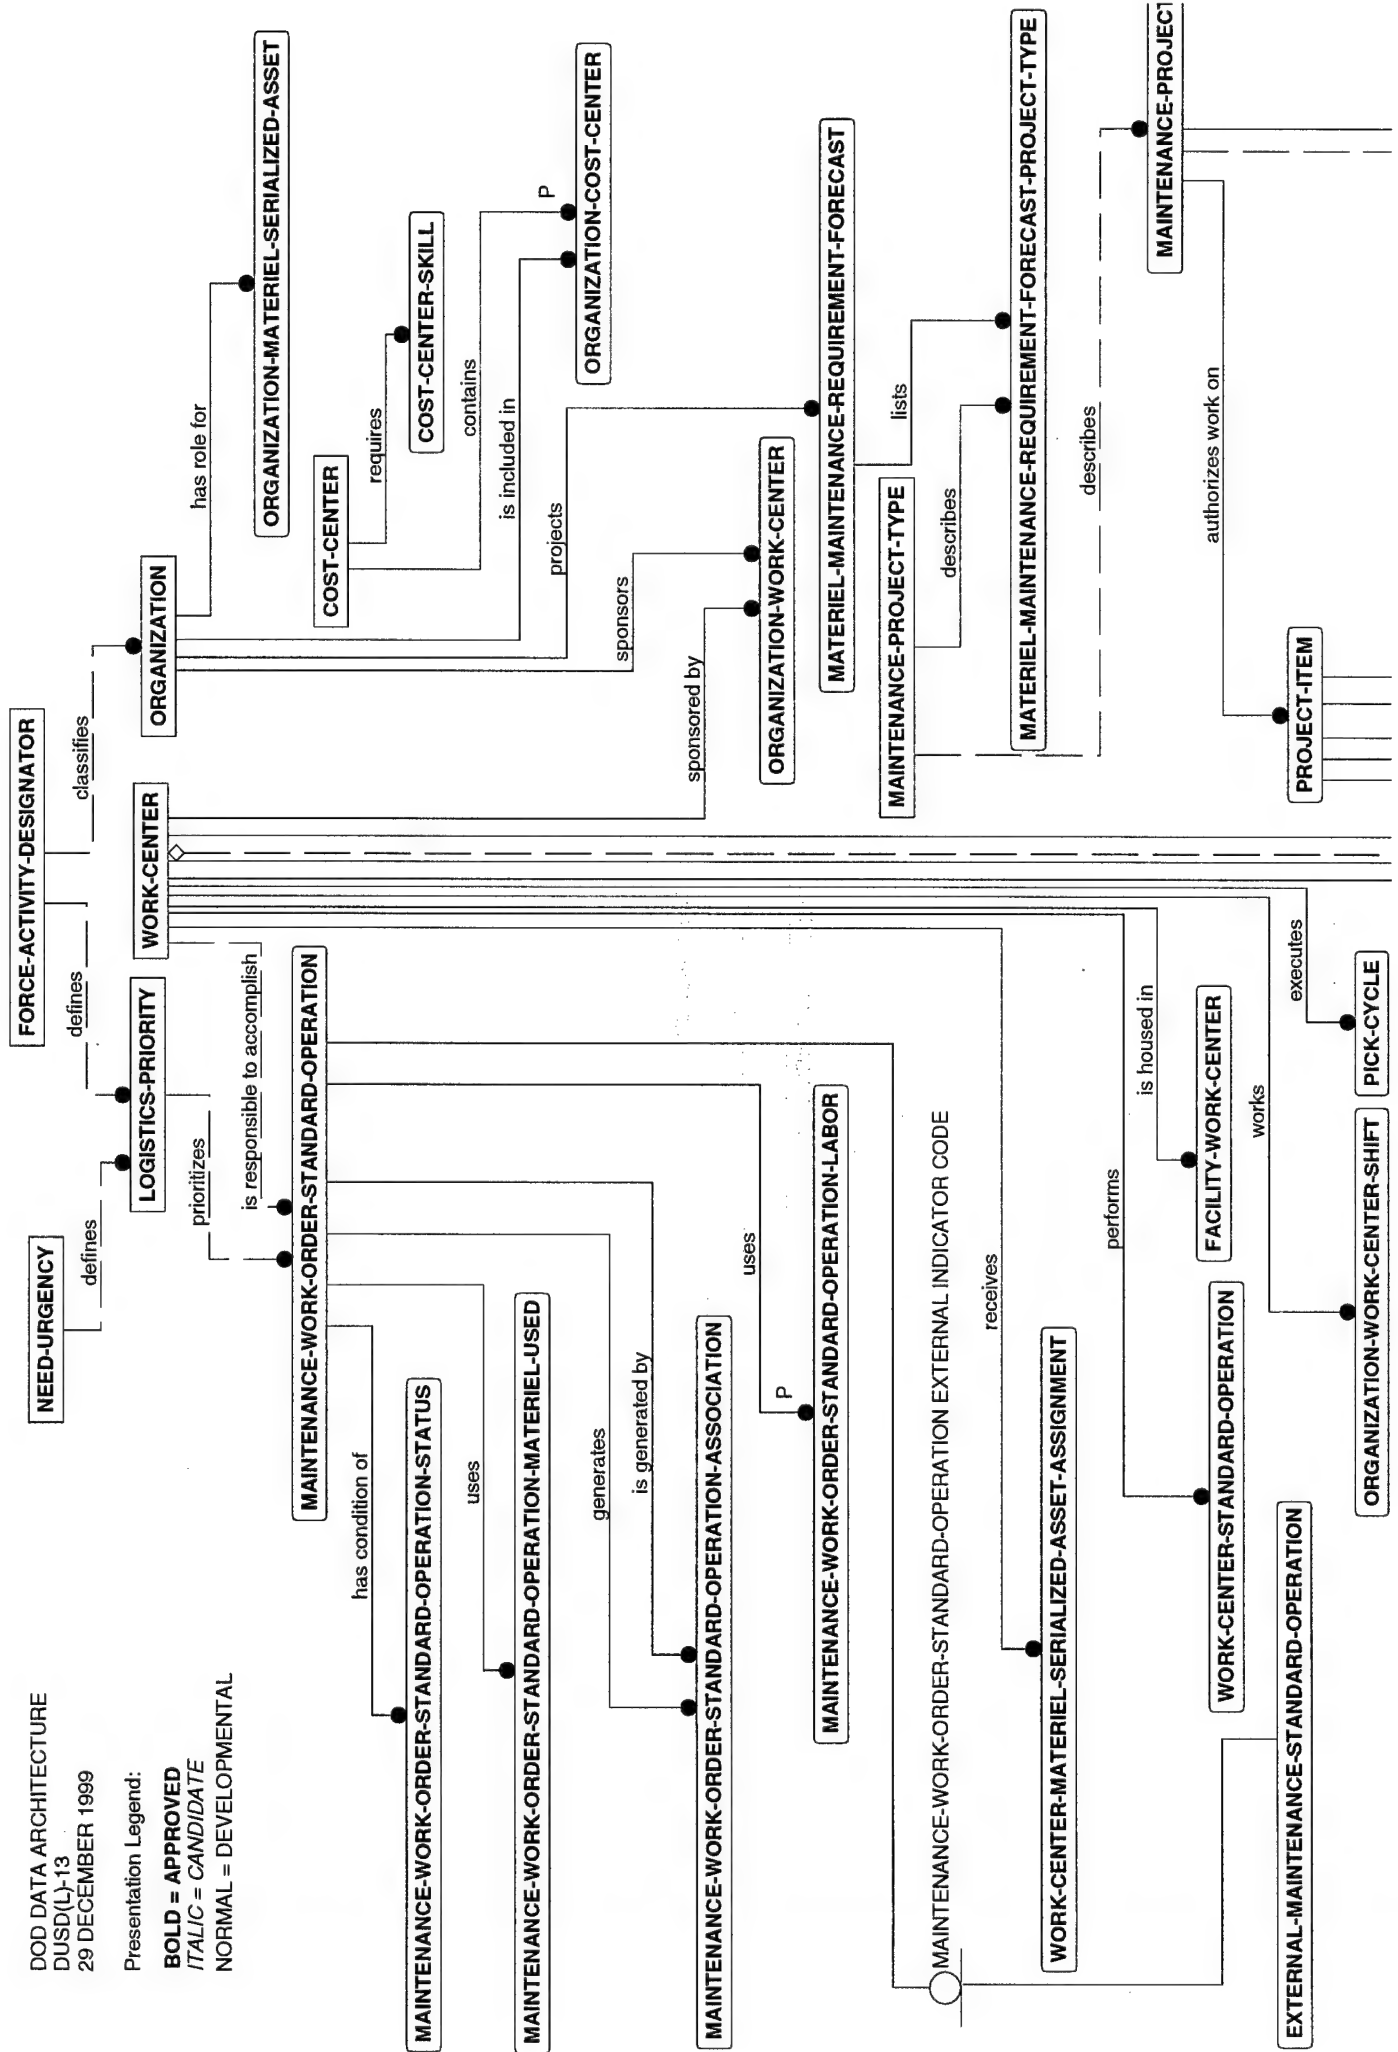 DOD DATA ARCHITECTURE
DUSD(L)-13
29 DECEMBER 1999
Presentation Legend:
BOLD = APPROVED
ITALIC = CANDIDATE
NORMAL = DEVELOPMENTAL
NEED-URGENCY
defines
FORCE-ACTIVITY-DESIGNATOR
defines
classifies
LOGISTICS-PRIORITY
prioritizes
WORK-CENTER
is responsible to accomplish
ORGANIZATION
has role for
ORGANIZATION-MATERIEL-SERIALIZED-ASSET
MAINTENANCE-WORK-ORDER-STANDARD-OPERATION
COST-CENTER
requires
COST-CENTER-SKILL
has condition of
MAINTENANCE-WORK-ORDER-STANDARD-OPERATION-STATUS
contains
is included in
P
ORGANIZATION-COST-CENTER
uses
MAINTENANCE-WORK-ORDER-STANDARD-OPERATION-MATERIEL-USED
projects
generates
is generated by
sponsors
sponsored by
MAINTENANCE-WORK-ORDER-STANDARD-OPERATION-ASSOCIATION
ORGANIZATION-WORK-CENTER
uses
P
MAINTENANCE-WORK-ORDER-STANDARD-OPERATION-LABOR
MATERIEL-MAINTENANCE-REQUIREMENT-FORECAST
MAINTENANCE-PROJECT-TYPE
lists
describes
MAINTENANCE-WORK-ORDER-STANDARD-OPERATION EXTERNAL INDICATOR CODE
receives
MATERIEL-MAINTENANCE-REQUIREMENT-FORECAST-PROJECT-TYPE
WORK-CENTER-MATERIEL-SERIALIZED-ASSET-ASSIGNMENT
describes
performs
is housed in
MAINTENANCE-PROJECT
WORK-CENTER-STANDARD-OPERATION
FACILITY-WORK-CENTER
authorizes work on
works
executes
EXTERNAL-MAINTENANCE-STANDARD-OPERATION
PROJECT-ITEM
ORGANIZATION-WORK-CENTER-SHIFT
PICK-CYCLE